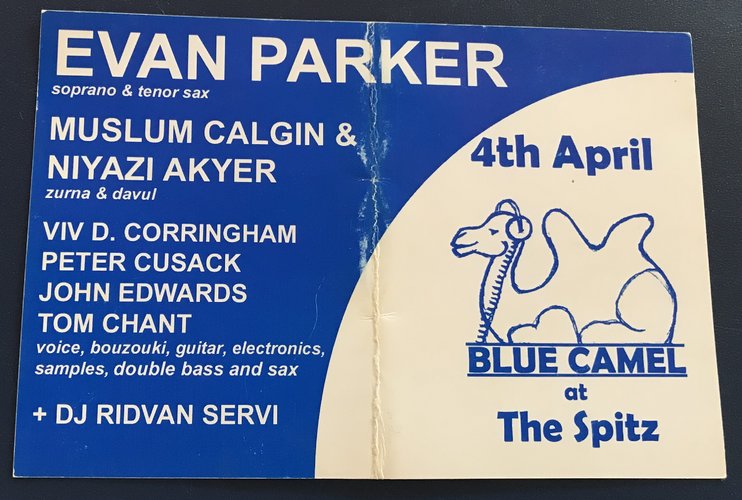 EVAN PARKER
soprano & tenor sax
MUSLUM CALGIN &
NIYAZI AKYER
zurna & davul
VIV D. CORRINGHAM
PETER CUSACK
JOHN EDWARDS
TOM CHANT
voice, bouzouki, guitar, electronics,
samples, double bass and sax
+ DJ RIDVAN SERVI
4th April
BLUE CAMEL
at
The Spitz